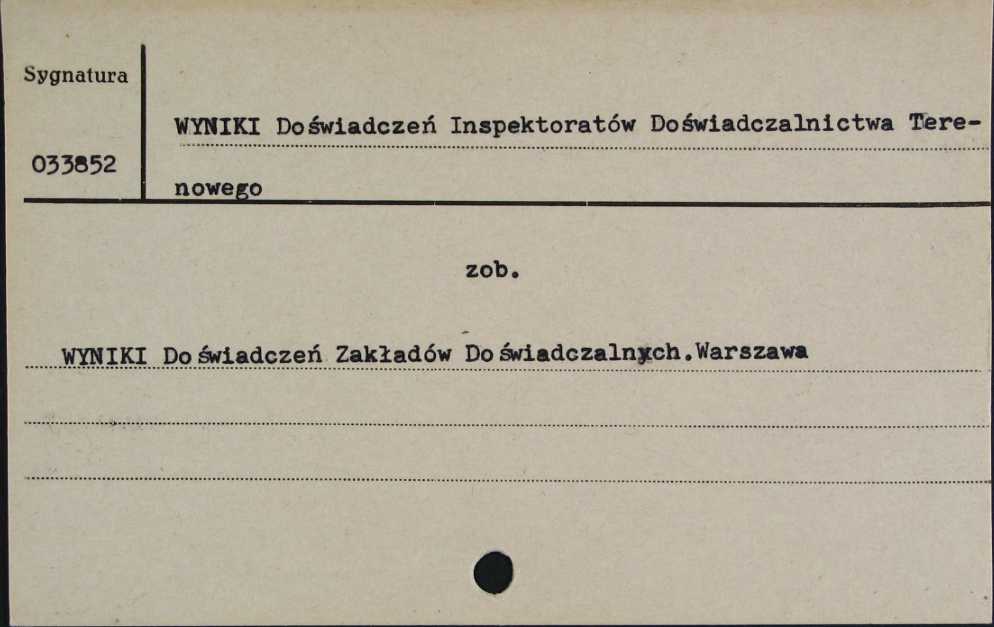 Sygnatura
WYNIKI Doświadczeń Inspektoratów Doświadczalnictwa Tere-
033852
nowego
zob.
WYNIKI Doświadczeń Zakładów Doświadczalnych.Warszawa